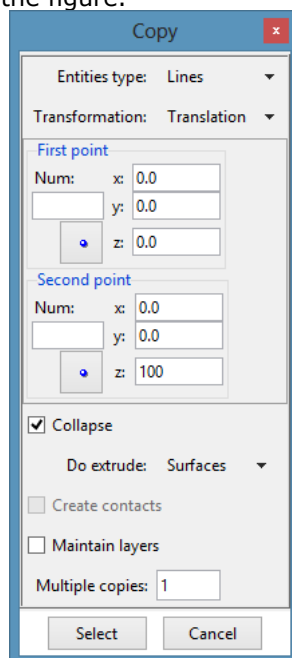 the figure.
Copy x
Entities type: Lines
Transformation: Translation
First point
Num: x: 0.0
y: 0.0
z: 0.0
Second point
Num: x: 0.0
y: 0.0
z: 100
Collapse
Do extrude: Surfaces
Create contacts
Maintain layers
Multiple copies: 1
Select Cancel